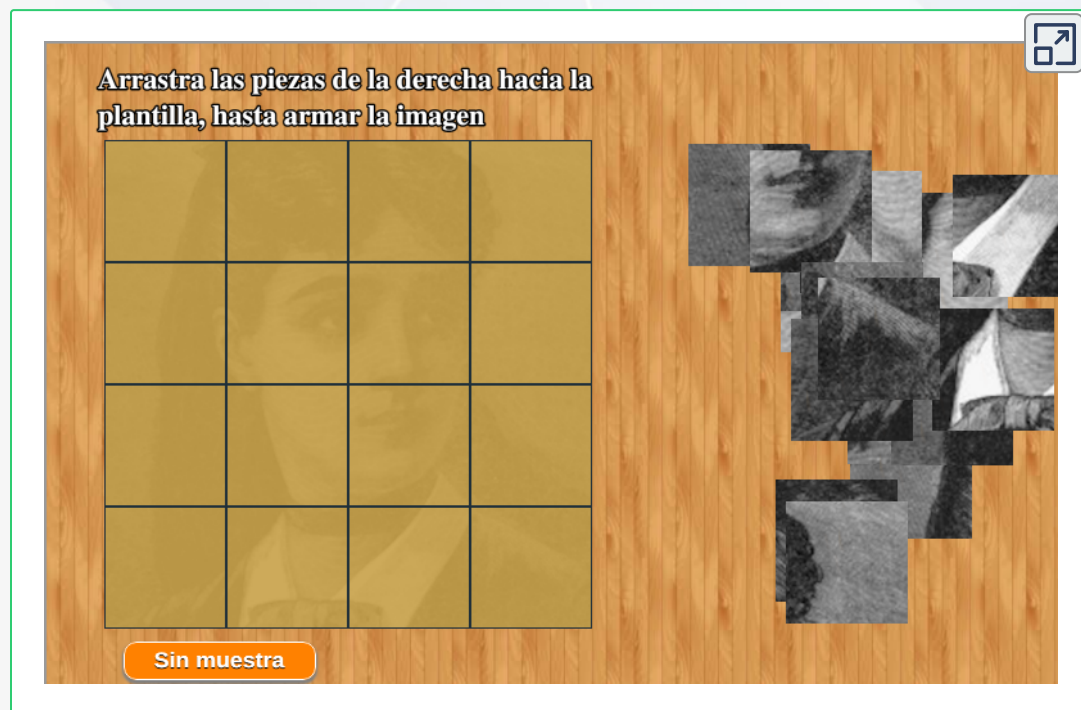 Arrastra las piezas de la derecha hacia la
plantilla, hasta armar la imagen
Sin muestra